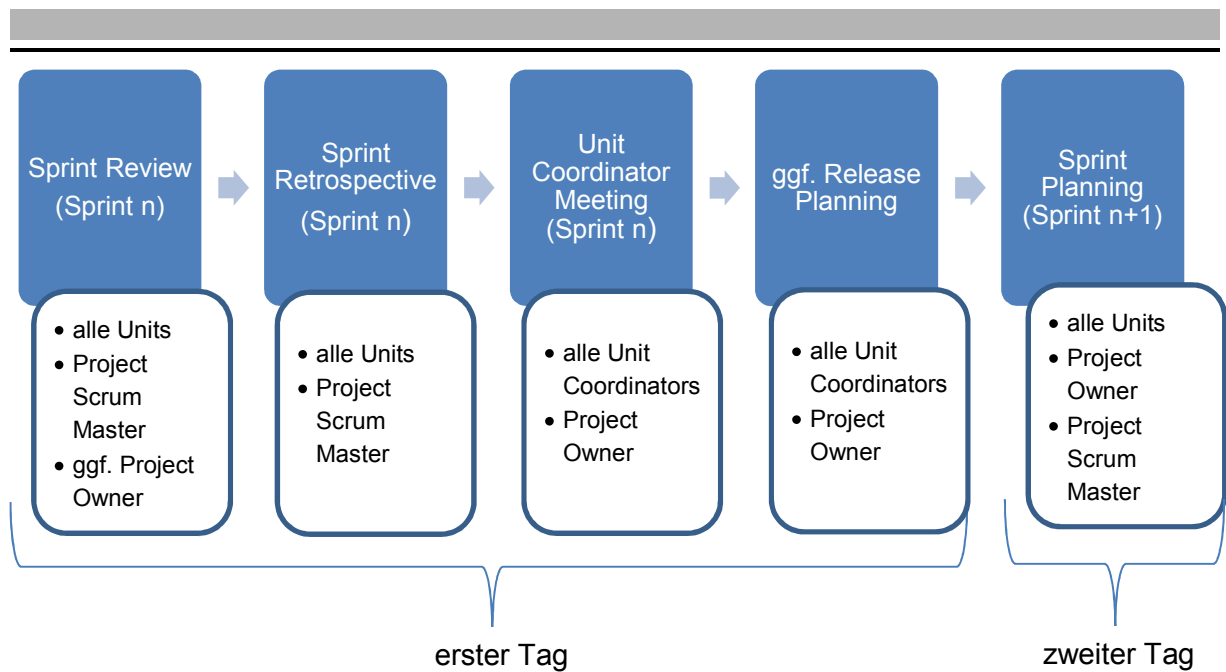 Sprint Review
(Sprint n)
• alle Units
• Project
Scrum
Master
• ggf. Project
Owner
Sprint
Retrospective
(Sprint n)
• alle Units
• Project
Scrum
Master
Unit
Coordinator
Meeting
(Sprint n)
• alle Unit
Coordinators
• Project
Owner
ggf. Release
Planning
• alle Unit
Coordinators
• Project
Owner
Sprint
Planning
(Sprint n+1)
• alle Units
• Project
Owner
• Project
Scrum
Master
erster Tag
zweiter Tag